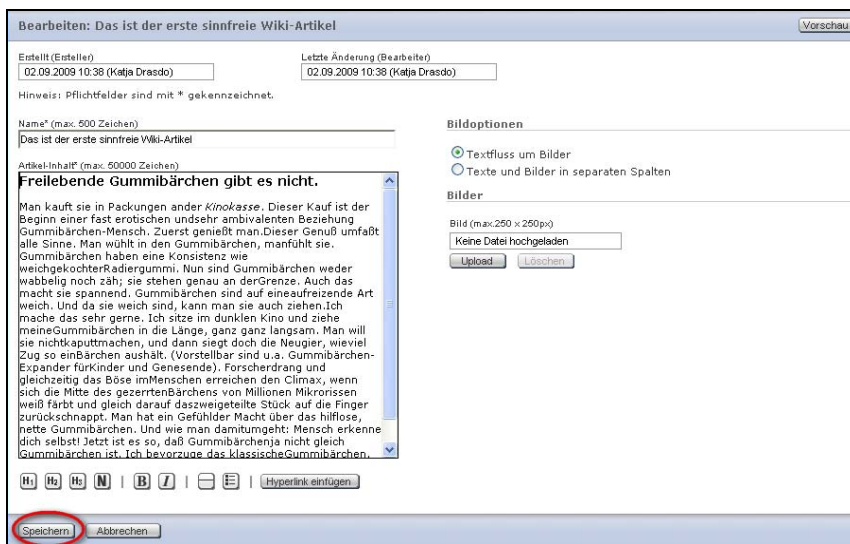 Bearbeiten: Das ist der erste sinnfreie Wiki-Artikel
Vorschau
Erstellt (Ersteller)
Letzte Änderung (Bearbeiter)
02.09.2009 10:38 (Katja Drasdo)
02.09.2009 10:38 (Katja Drasdo)
Hinweis: Pflichtfelder sind mit * gekennzeichnet.
Name* (max. 500 Zeichen)
Das ist der erste sinnfreie Wiki-Artikel
Artikel-Inhalt* (max. 50000 Zeichen)
Freilebende Gummibärchen gibt es nicht.
Man kauft sie in Packungen ander Kinokasse. Dieser Kauf ist der
Beginn einer fast erotischen undsehr ambivalenten Beziehung
Gummibärchen-Mensch. Zuerst genießt man.Dieser Genuß umfaßt
alle Sinne. Man wühlt in den Gummibärchen, manfühlt sie.
Gummibärchen haben eine Konsistenz wie
weichgekochterRadiergummi. Nun sind Gummibärchen weder
wabbelig noch zäh; sie stehen genau an derGrenze. Auch das
macht sie spannend. Gummibärchen sind auf eineaufreizende Art
weich. Und da sie weich sind, kann man sie auch ziehen.Ich
mache das sehr gerne. Ich sitze im dunklen Kino und ziehe
meineGummibärchen in die Länge, ganz ganz langsam. Man will
sie nichtkaputtmachen, und dann siegt doch die Neugier, wieviel
Zug so einBärchen aushält. (Vorstellbar sind u.a. Gummibärchen-
Expander fürKinder und Genesende). Forscherdrang und
gleichzeitig das Böse imMenschen erreichen den Climax, wenn
sich die Mitte des gezerrtenBärchens von Millionen Mikrorissen
weiß färbt und gleich darauf daszweigeteilte Stück auf die Finger
zurückschnappt. Man hat ein Gefühlder Macht über das hilflose,
nette Gummibärchen. Und wie man damitumgeht: Mensch erkenne
dich selbst! Jetzt ist es so, daß Gummibärchenja nicht gleich
Gummibärchen ist. Ich bevorzuge das klassischeGummibärchen,
H1 H2 H3 N | B I | | Hyperlink einfügen
Bildoptionen
Textfluss um Bilder
Texte und Bilder in separaten Spalten
Bilder
Bild (max.250 x 250px)
Keine Datei hochgeladen
Upload Löschen
Speichern Abbrechen